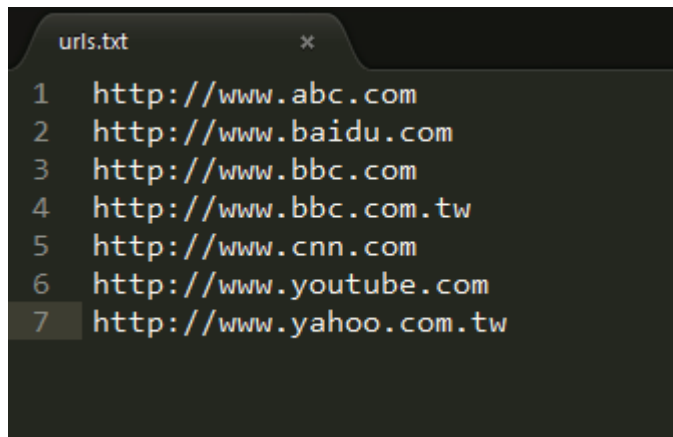 urls.txt ×
1 http://www.abc.com
2 http://www.baidu.com
3 http://www.bbc.com
4 http://www.bbc.com.tw
5 http://www.cnn.com
6 http://www.youtube.com
7 http://www.yahoo.com.tw